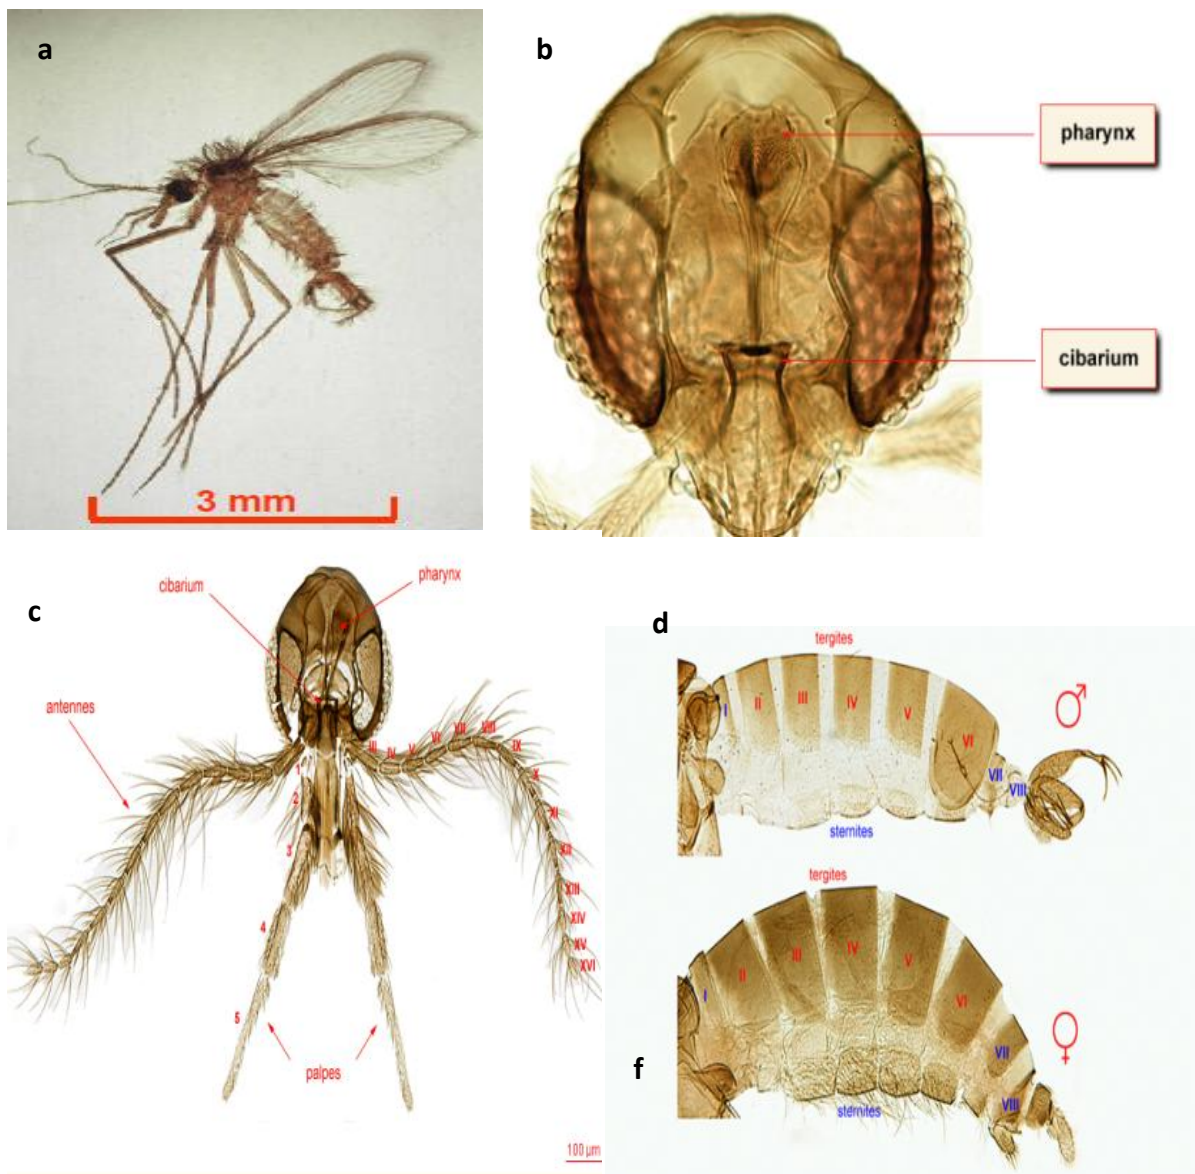 a
3 mm
b
pharynx
cibarium
c
cibarium
pharynx
antennes
III
IV
V
VI
VII
VIII
IX
X
XI
XII
XIII
XIV
XV
XVI
1
2
3
4
5
palpes
100 µm
d
tergites
I
II
III
IV
V
VI
VII
VIII
sternites
♂
tergites
I
II
III
IV
V
VI
VII
VIII
sternites
♀
f